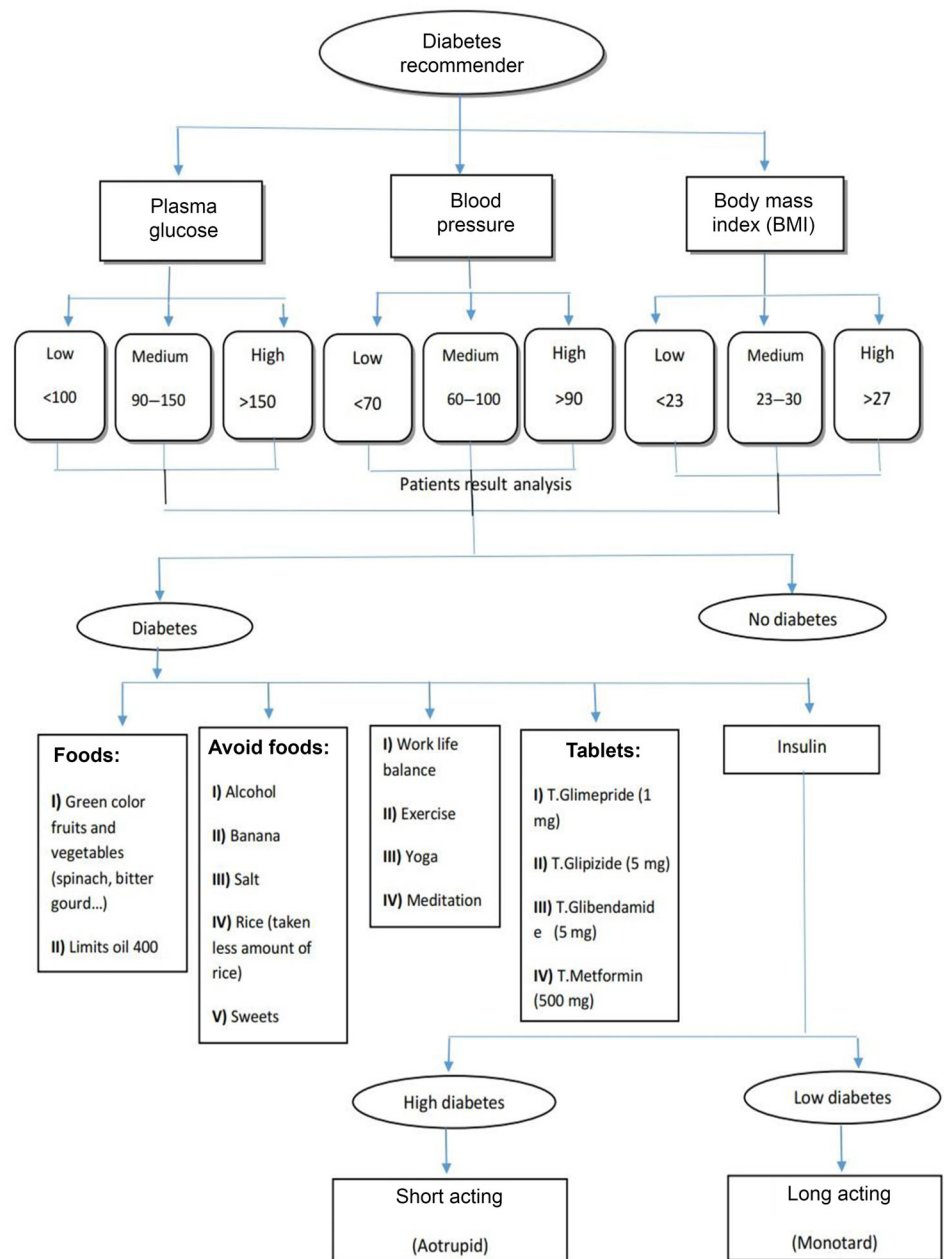 Diabetes
recommender
Plasma
glucose
Blood
pressure
Body mass
index (BMI)
Low
<100
Medium
90–150
High
>150
Low
<70
Medium
60–100
High
>90
Low
<23
Medium
23–30
High
>27
Patients result analysis
Diabetes
No diabetes
Foods:
I) Green color
fruits and
vegetables
(spinach, bitter
gourd...)
II) Limits oil 400
Avoid foods:
I) Alcohol
II) Banana
III) Salt
IV) Rice (taken
less amount of
rice)
V) Sweets
I) Work life
balance
II) Exercise
III) Yoga
IV) Meditation
Tablets:
I) T.Glimepride (1
mg)
II) T.Glipizide (5 mg)
III) T.Glibendamid
e (5 mg)
IV) T.Metformin
(500 mg)
Insulin
High diabetes
Low diabetes
Short acting
(Aotrupid)
Long acting
(Monotard)